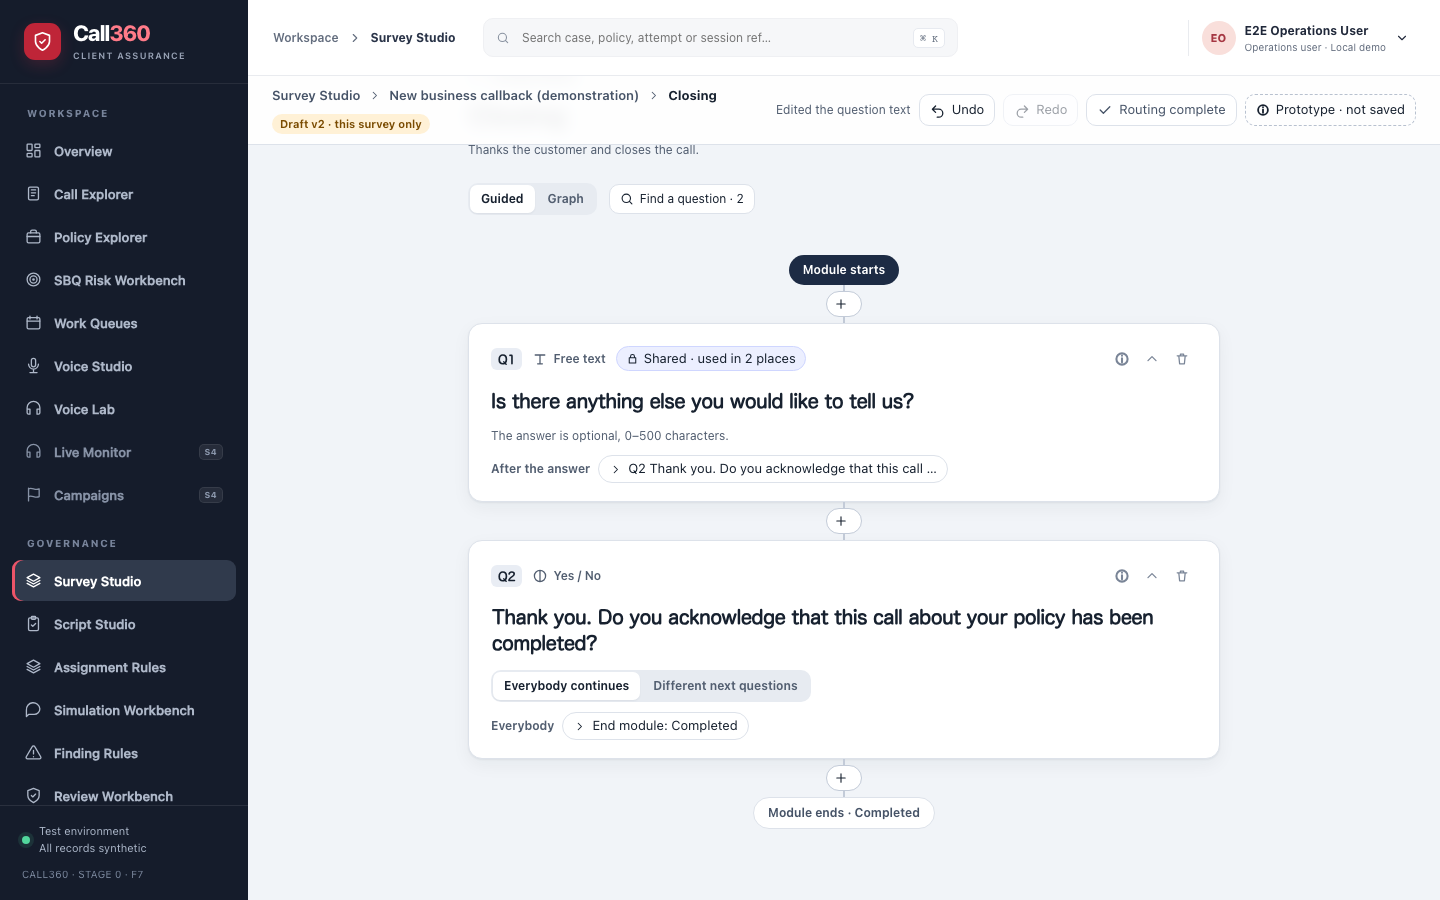 Call360
CLIENT ASSURANCE
WORKSPACE
Overview
Call Explorer
Policy Explorer
SBQ Risk Workbench
Work Queues
Voice Studio
Voice Lab
Live Monitor S4
Campaigns S4
GOVERNANCE
Survey Studio
Script Studio
Assignment Rules
Simulation Workbench
Finding Rules
Review Workbench
Test environment
All records synthetic
CALL360 · STAGE 0 · F7
Workspace > Survey Studio
Search case, policy, attempt or session ref...
⌘ K
EO
E2E Operations User
Operations user · Local demo
Survey Studio > New business callback (demonstration) > Closing
Draft v2 · this survey only
Edited the question text
Undo
Redo
Routing complete
Prototype · not saved
Thanks the customer and closes the call.
Guided Graph
Find a question · 2
Module starts
+
Q1 Free text Shared · used in 2 places
Is there anything else you would like to tell us?
The answer is optional, 0–500 characters.
After the answer > Q2 Thank you. Do you acknowledge that this call ...
+
Q2 Yes / No
Thank you. Do you acknowledge that this call about your policy has been
completed?
Everybody continues Different next questions
Everybody > End module: Completed
+
Module ends · Completed